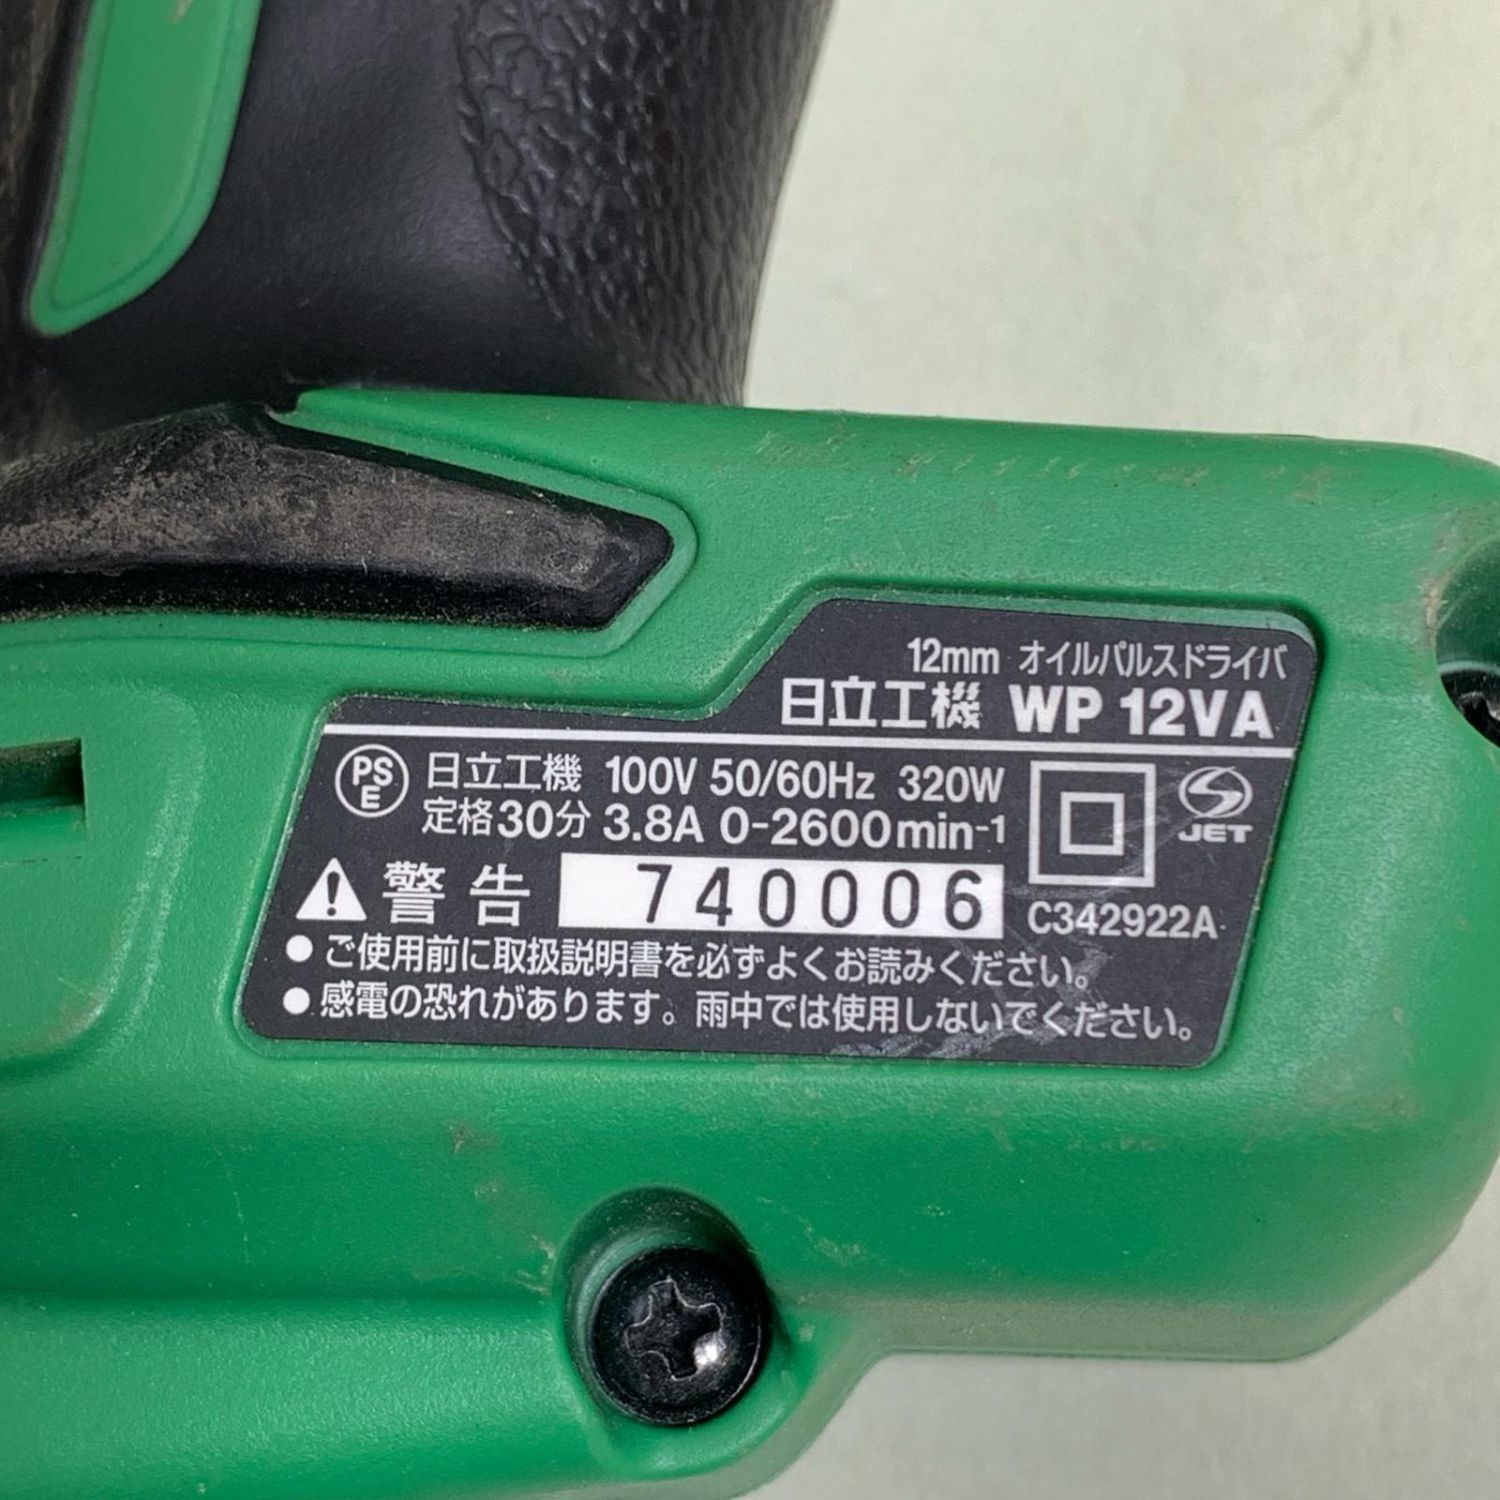 12mm オイルパルスドライバ
日立工機 WP 12VA
PS E 日立工機 100V 50/60Hz 320W
定格30分 3.8A 0-2600min-1
JET
警告 740006
C342922A
● ご使用前に取扱説明書を必ずよくお読みください。
● 感電の恐れがあります。雨中では使用しないでください。